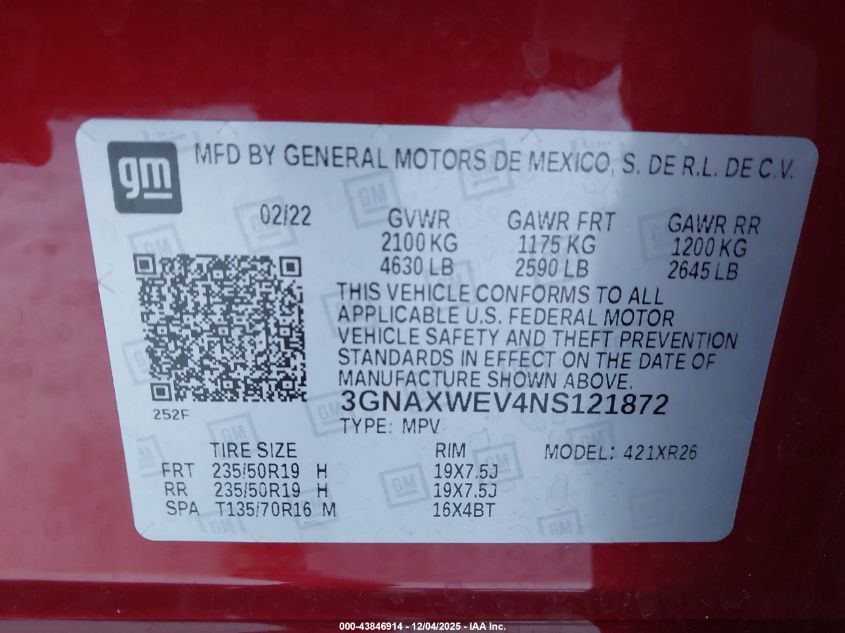 gm MFD BY GENERAL MOTORS DE MEXICO, S. DE R.L. DE C.V.
02/22 GVWR GAWR FRT GAWR RR
2100 KG 1175 KG 1200 KG
4630 LB 2590 LB 2645 LB
THIS VEHICLE CONFORMS TO ALL
APPLICABLE U.S. FEDERAL MOTOR
VEHICLE SAFETY AND THEFT PREVENTION
STANDARDS IN EFFECT ON THE DATE OF
MANUFACTURE SHOWN ABOVE.
252F 3GNAXWEV4NS121872
TYPE: MPV
TIRE SIZE RIM MODEL: 421XR26
FRT 235/50R19 H 19X7.5J
RR 235/50R19 H 19X7.5J
SPA T135/70R16 M 16X4BT
000-43846914 - 12/04/2025 - IAA Inc.